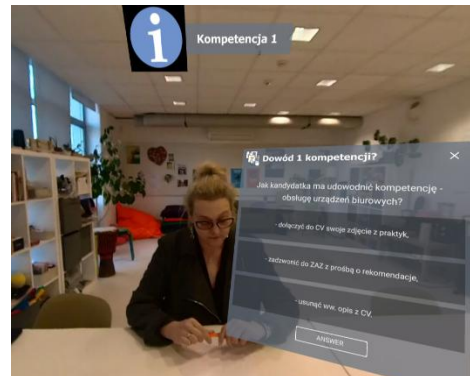 i
Kompetencja 1
Dowód 1 kompetencji?
Jak kandydatka ma udowodnić kompetencję -
obsługę urządzeń biurowych?
- dołączyć do CV swoje zdjęcie z praktyk,
- zadzwonić do ZAZ z prośbą o rekomendacje,
- usunąć ww. opis z CV,
ANSWER